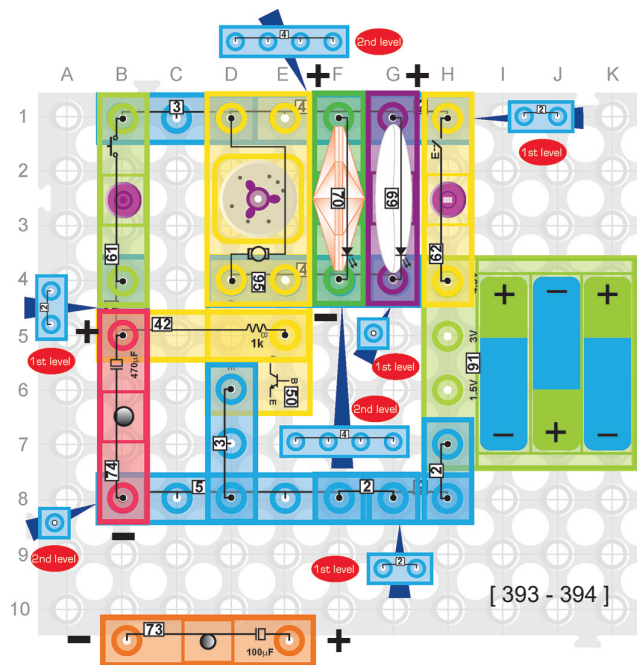 4
2nd level
A B C D E F G H I J K
+ +
1
3
4
2
1st level
2
E
3
61
70
69
62
4
95
4
2
1st level
+
5
42
1k
B
470µF
-
1st level
3V
91
6
B
E
50
1.5V
2nd level
7
3
4
2
74
8
5
2
2nd level
-
1st level
2
9
[ 393 - 394 ]
10
-
73
100µF
+
+ - +
- + -